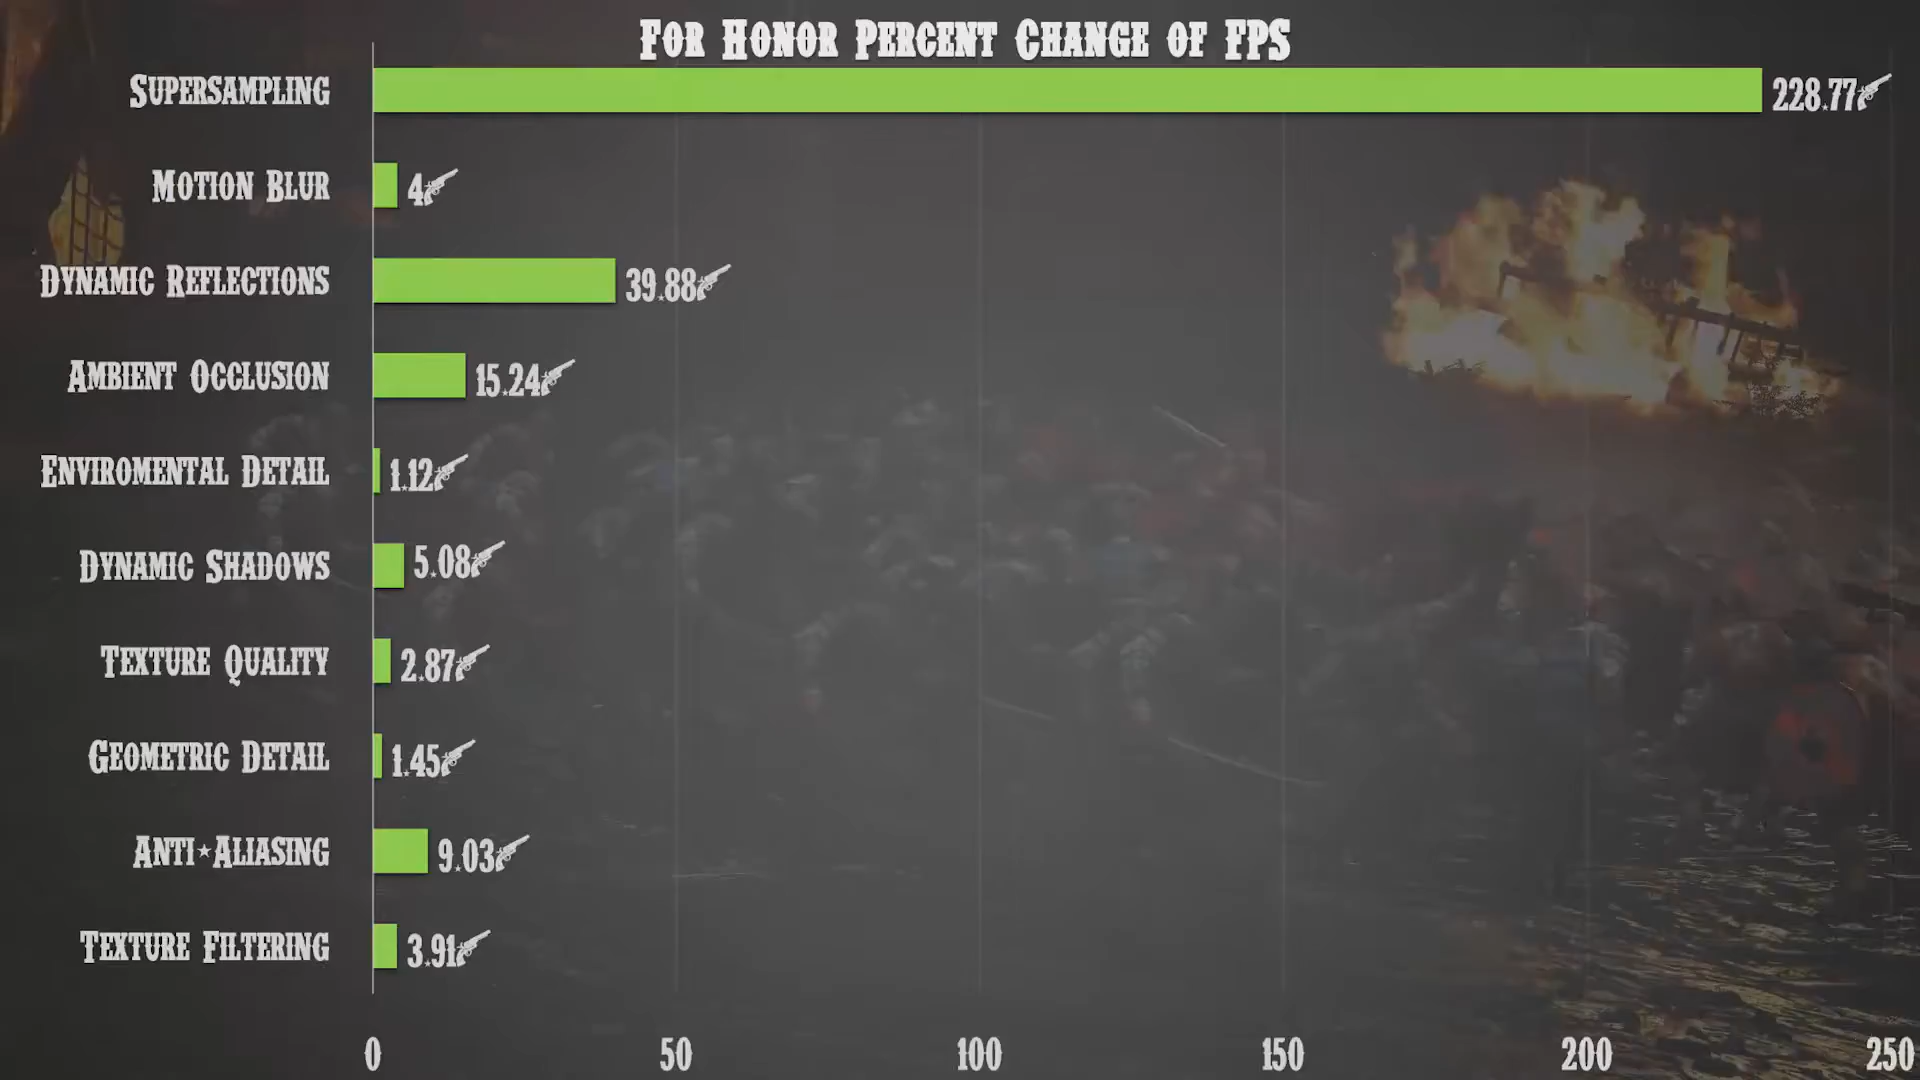 For Honor Percent Change of FPS
Supersampling 228.77
Motion Blur 4
Dynamic Reflections 39.88
Ambient Occlusion 15.24
Enviromental Detail 1.12
Dynamic Shadows 5.08
Texture Quality 2.87
Geometric Detail 1.45
Anti-Aliasing 9.03
Texture Filtering 3.91
0 50 100 150 200 250